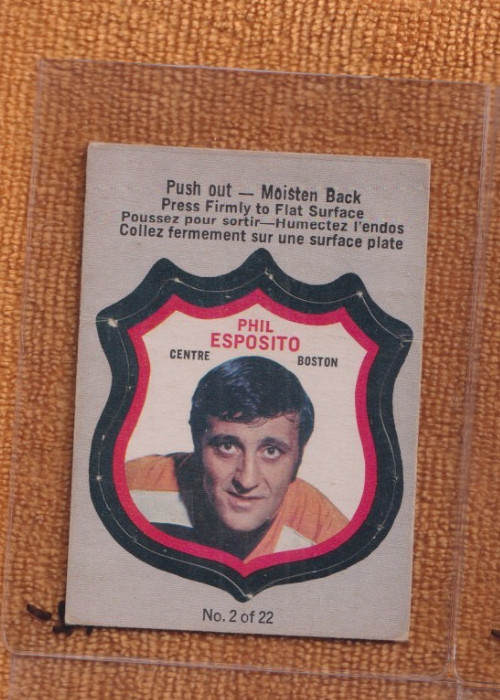 Push out — Moisten Back
Press Firmly to Flat Surface
Poussez pour sortir—Humectez l'endos
Collez fermement sur une surface plate
PHIL
ESPOSITO
CENTRE BOSTON
No. 2 of 22